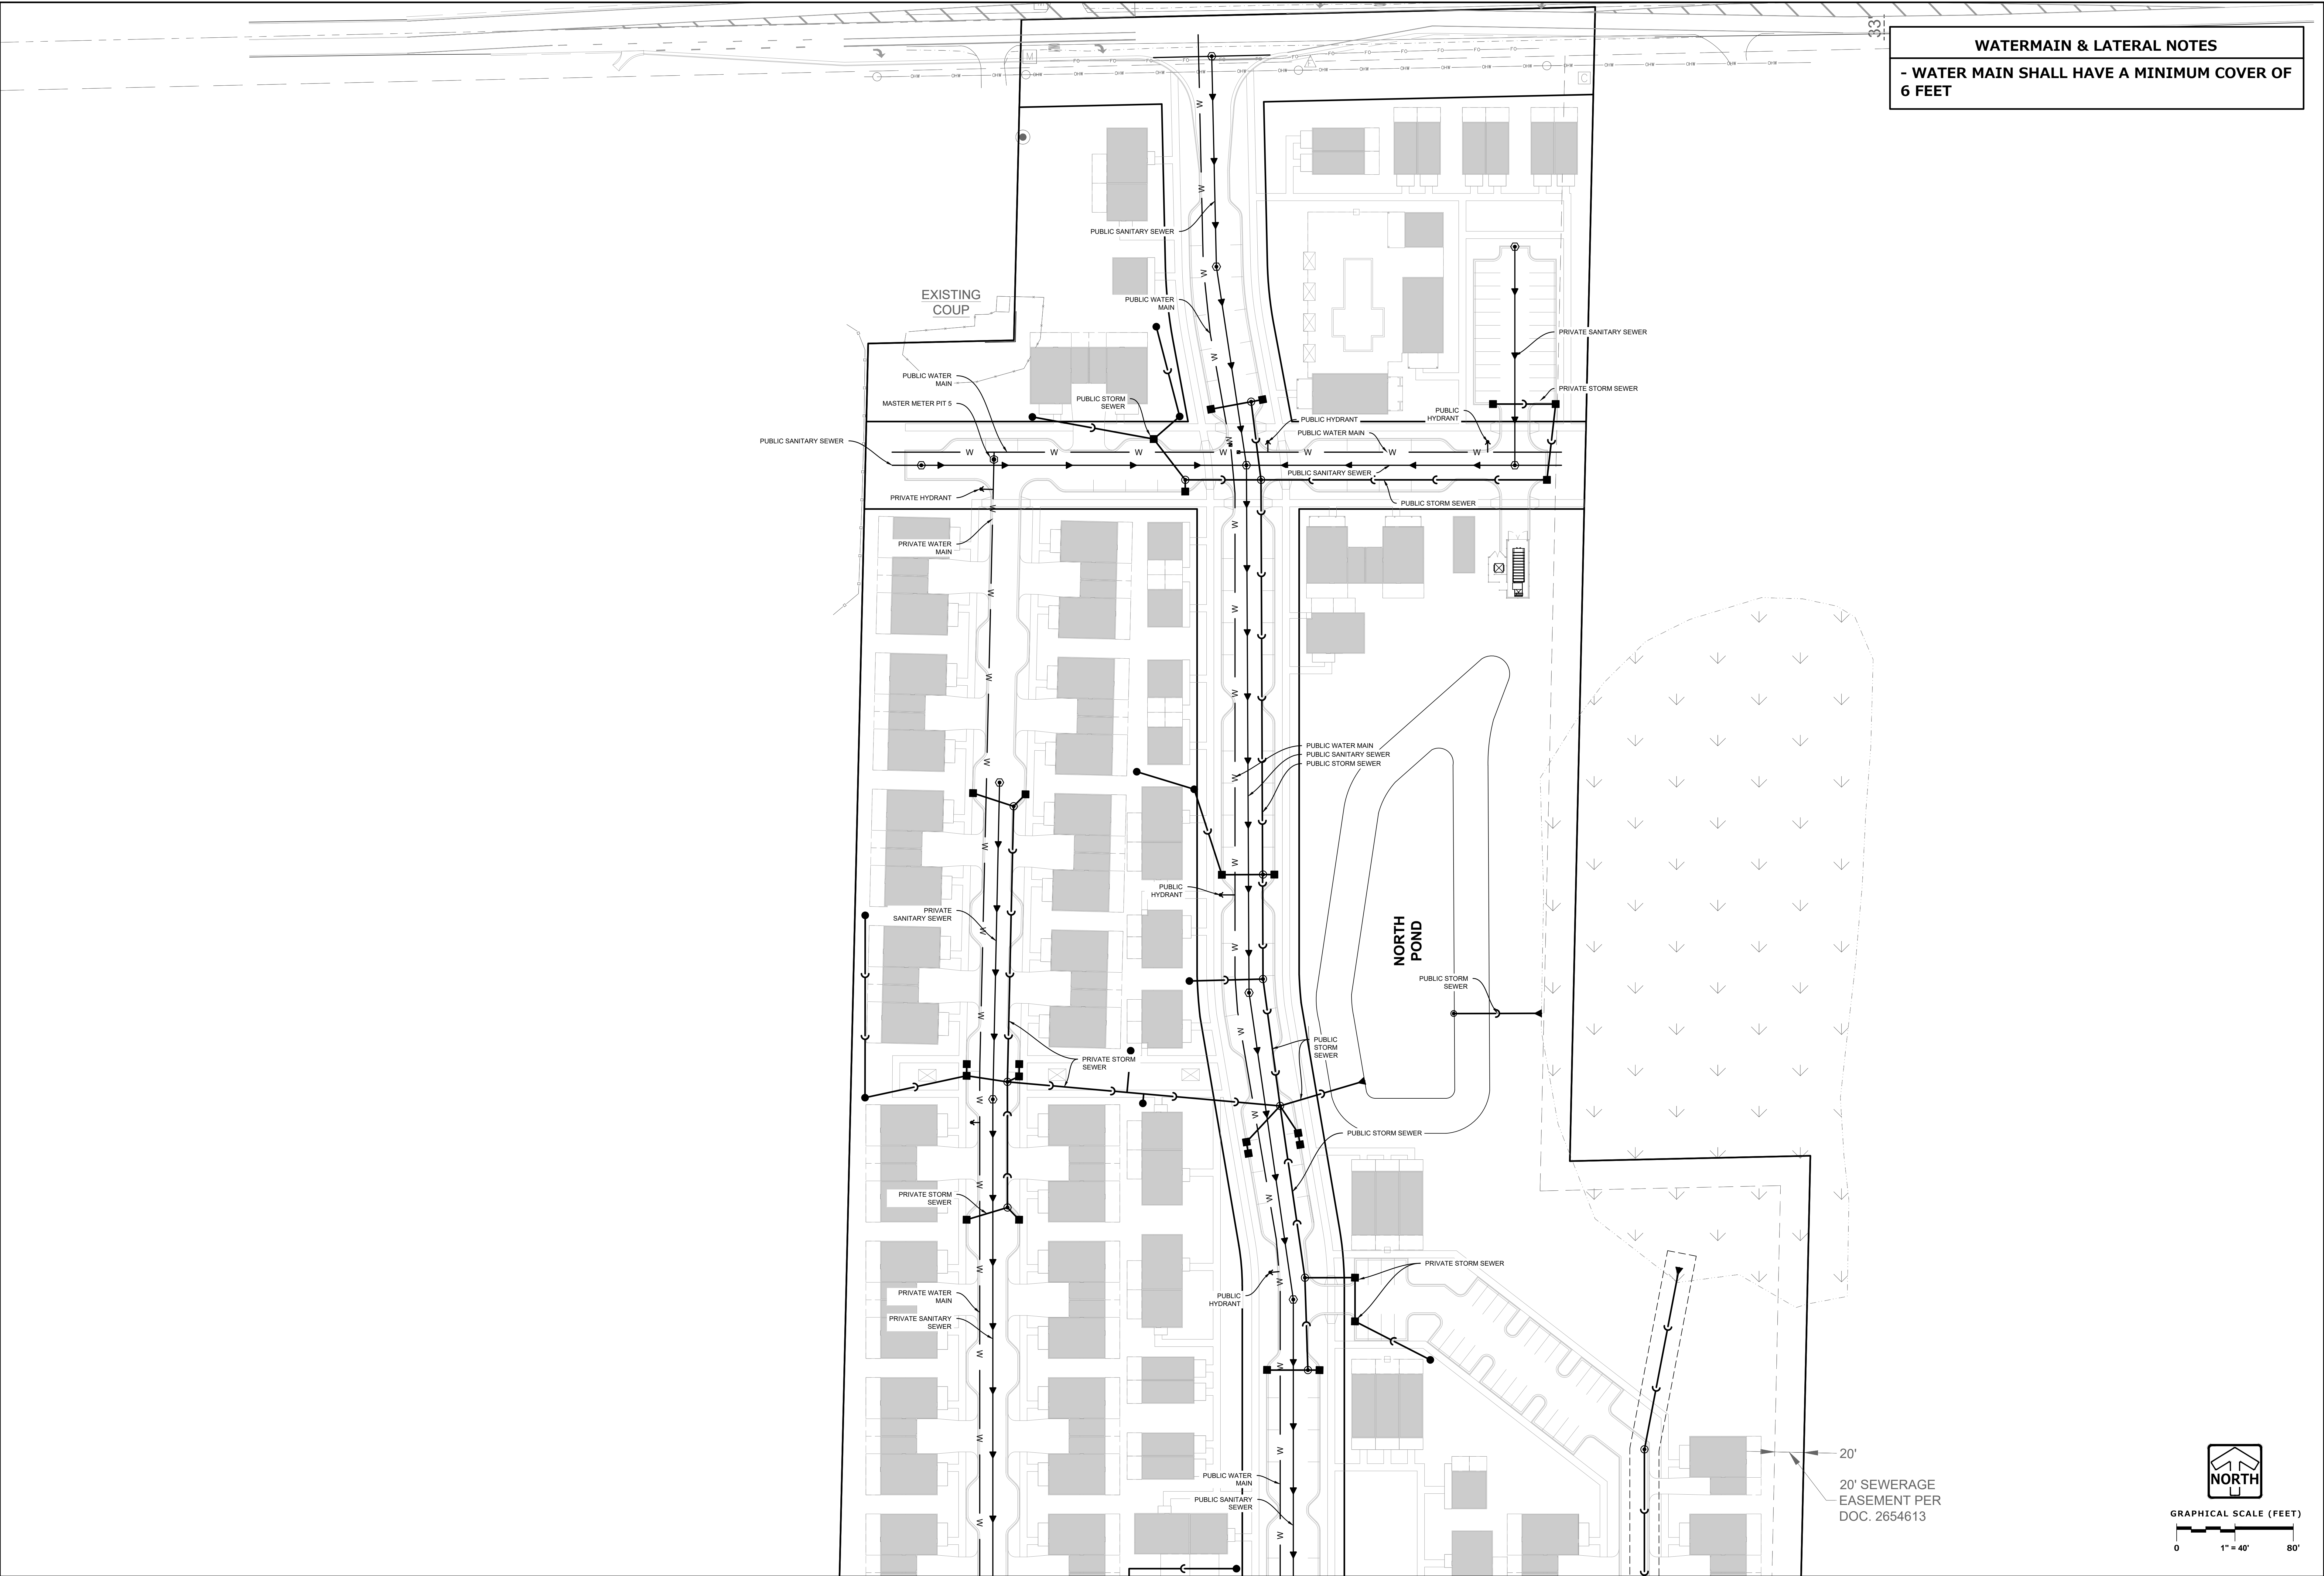 33'
WATERMAIN & LATERAL NOTES
- WATER MAIN SHALL HAVE A MINIMUM COVER OF
6 FEET
M
C
PUBLIC SANITARY SEWER
EXISTING
COUP
PUBLIC WATER
MAIN
PRIVATE SANITARY SEWER
PUBLIC WATER
MAIN
PRIVATE STORM SEWER
MASTER METER PIT 5
PUBLIC STORM
SEWER
PUBLIC
HYDRANT
PUBLIC HYDRANT
PUBLIC WATER MAIN
PUBLIC SANITARY SEWER
W W W W W W W
PUBLIC SANITARY SEWER
PRIVATE HYDRANT
PUBLIC STORM SEWER
PRIVATE WATER
MAIN
PUBLIC WATER MAIN
PUBLIC SANITARY SEWER
PUBLIC STORM SEWER
PUBLIC
HYDRANT
PRIVATE
SANITARY SEWER
NORTH
POND
PUBLIC STORM
SEWER
PUBLIC
STORM
SEWER
PRIVATE STORM
SEWER
PUBLIC STORM SEWER
PRIVATE STORM
SEWER
PRIVATE STORM SEWER
PRIVATE WATER
MAIN
PUBLIC
HYDRANT
PRIVATE SANITARY
SEWER
20'
PUBLIC WATER
MAIN
20' SEWERAGE
EASEMENT PER
DOC. 2654613
PUBLIC SANITARY
SEWER
NORTH
GRAPHICAL SCALE (FEET)
0 1" = 40' 80'